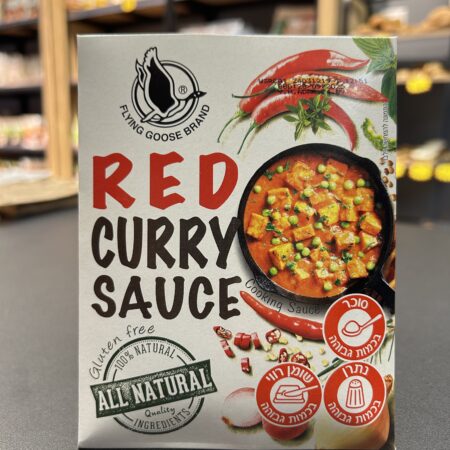 FLYING GOOSE BRAND
®
RED
CURRY
SAUCE
Cooking Sauce
Gluten free
100% NATURAL
ALL NATURAL
Quality
INGREDIENTS
סוכר
בכמות גבוהה
נתרן
בכמות גבוהה
שומן רווי
בכמות גבוהה